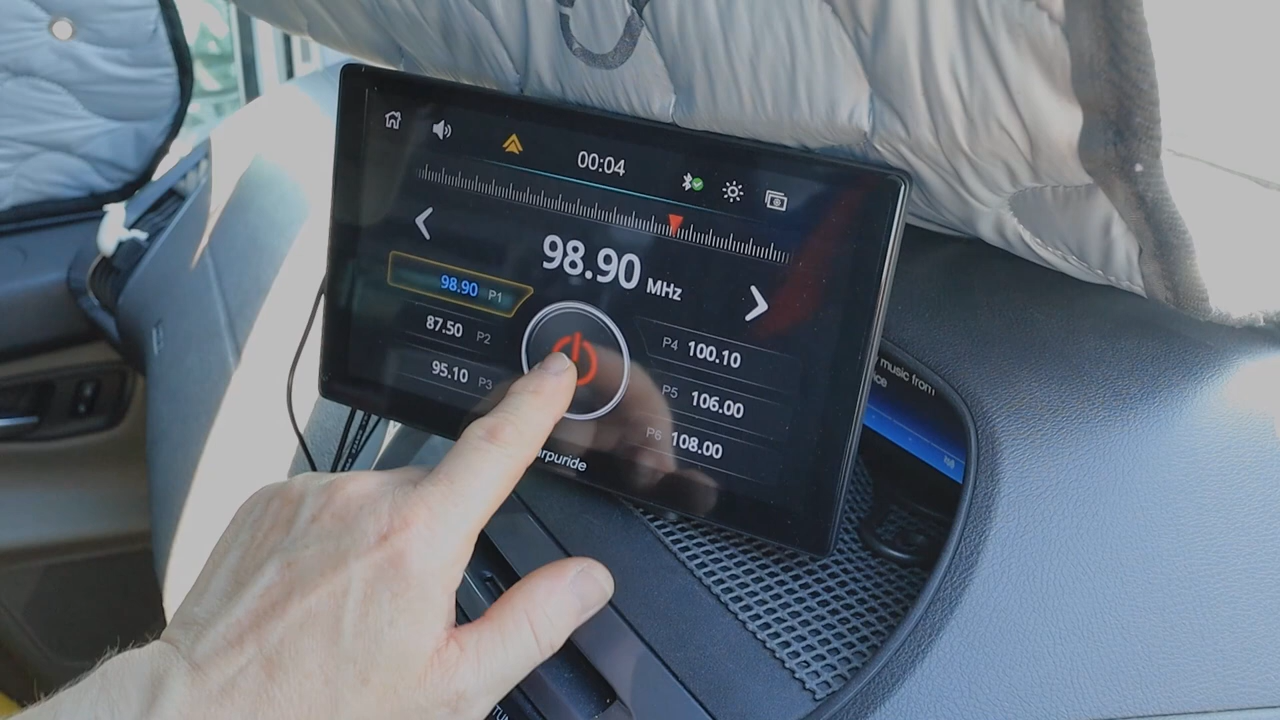 00:04
98.90 MHz
98.90 P1
87.50 P2
95.10 P3
P4 100.10
P5 106.00
P6 108.00
music from